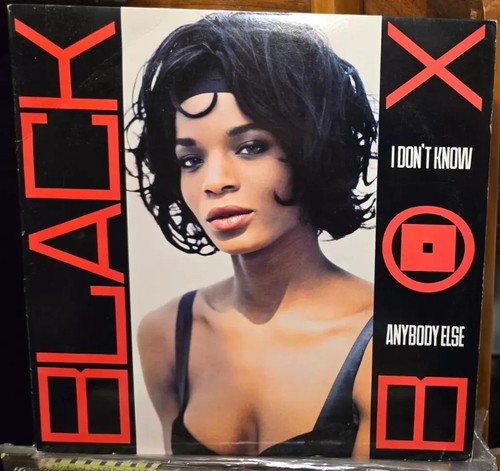 BLACK
BOX
I DON'T KNOW
ANYBODY ELSE